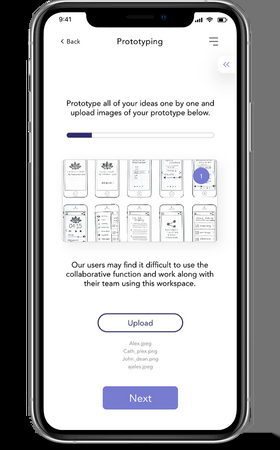 9:41
Back
Prototyping
Prototype all of your ideas one by one and
upload images of your prototype below.
1
Our users may find it difficult to use the
collaborative function and work along with
their team using this workspace.
Upload
Alex.jpeg
Cath_plex.png
John_dean.png
ajalex.jpeg
Next